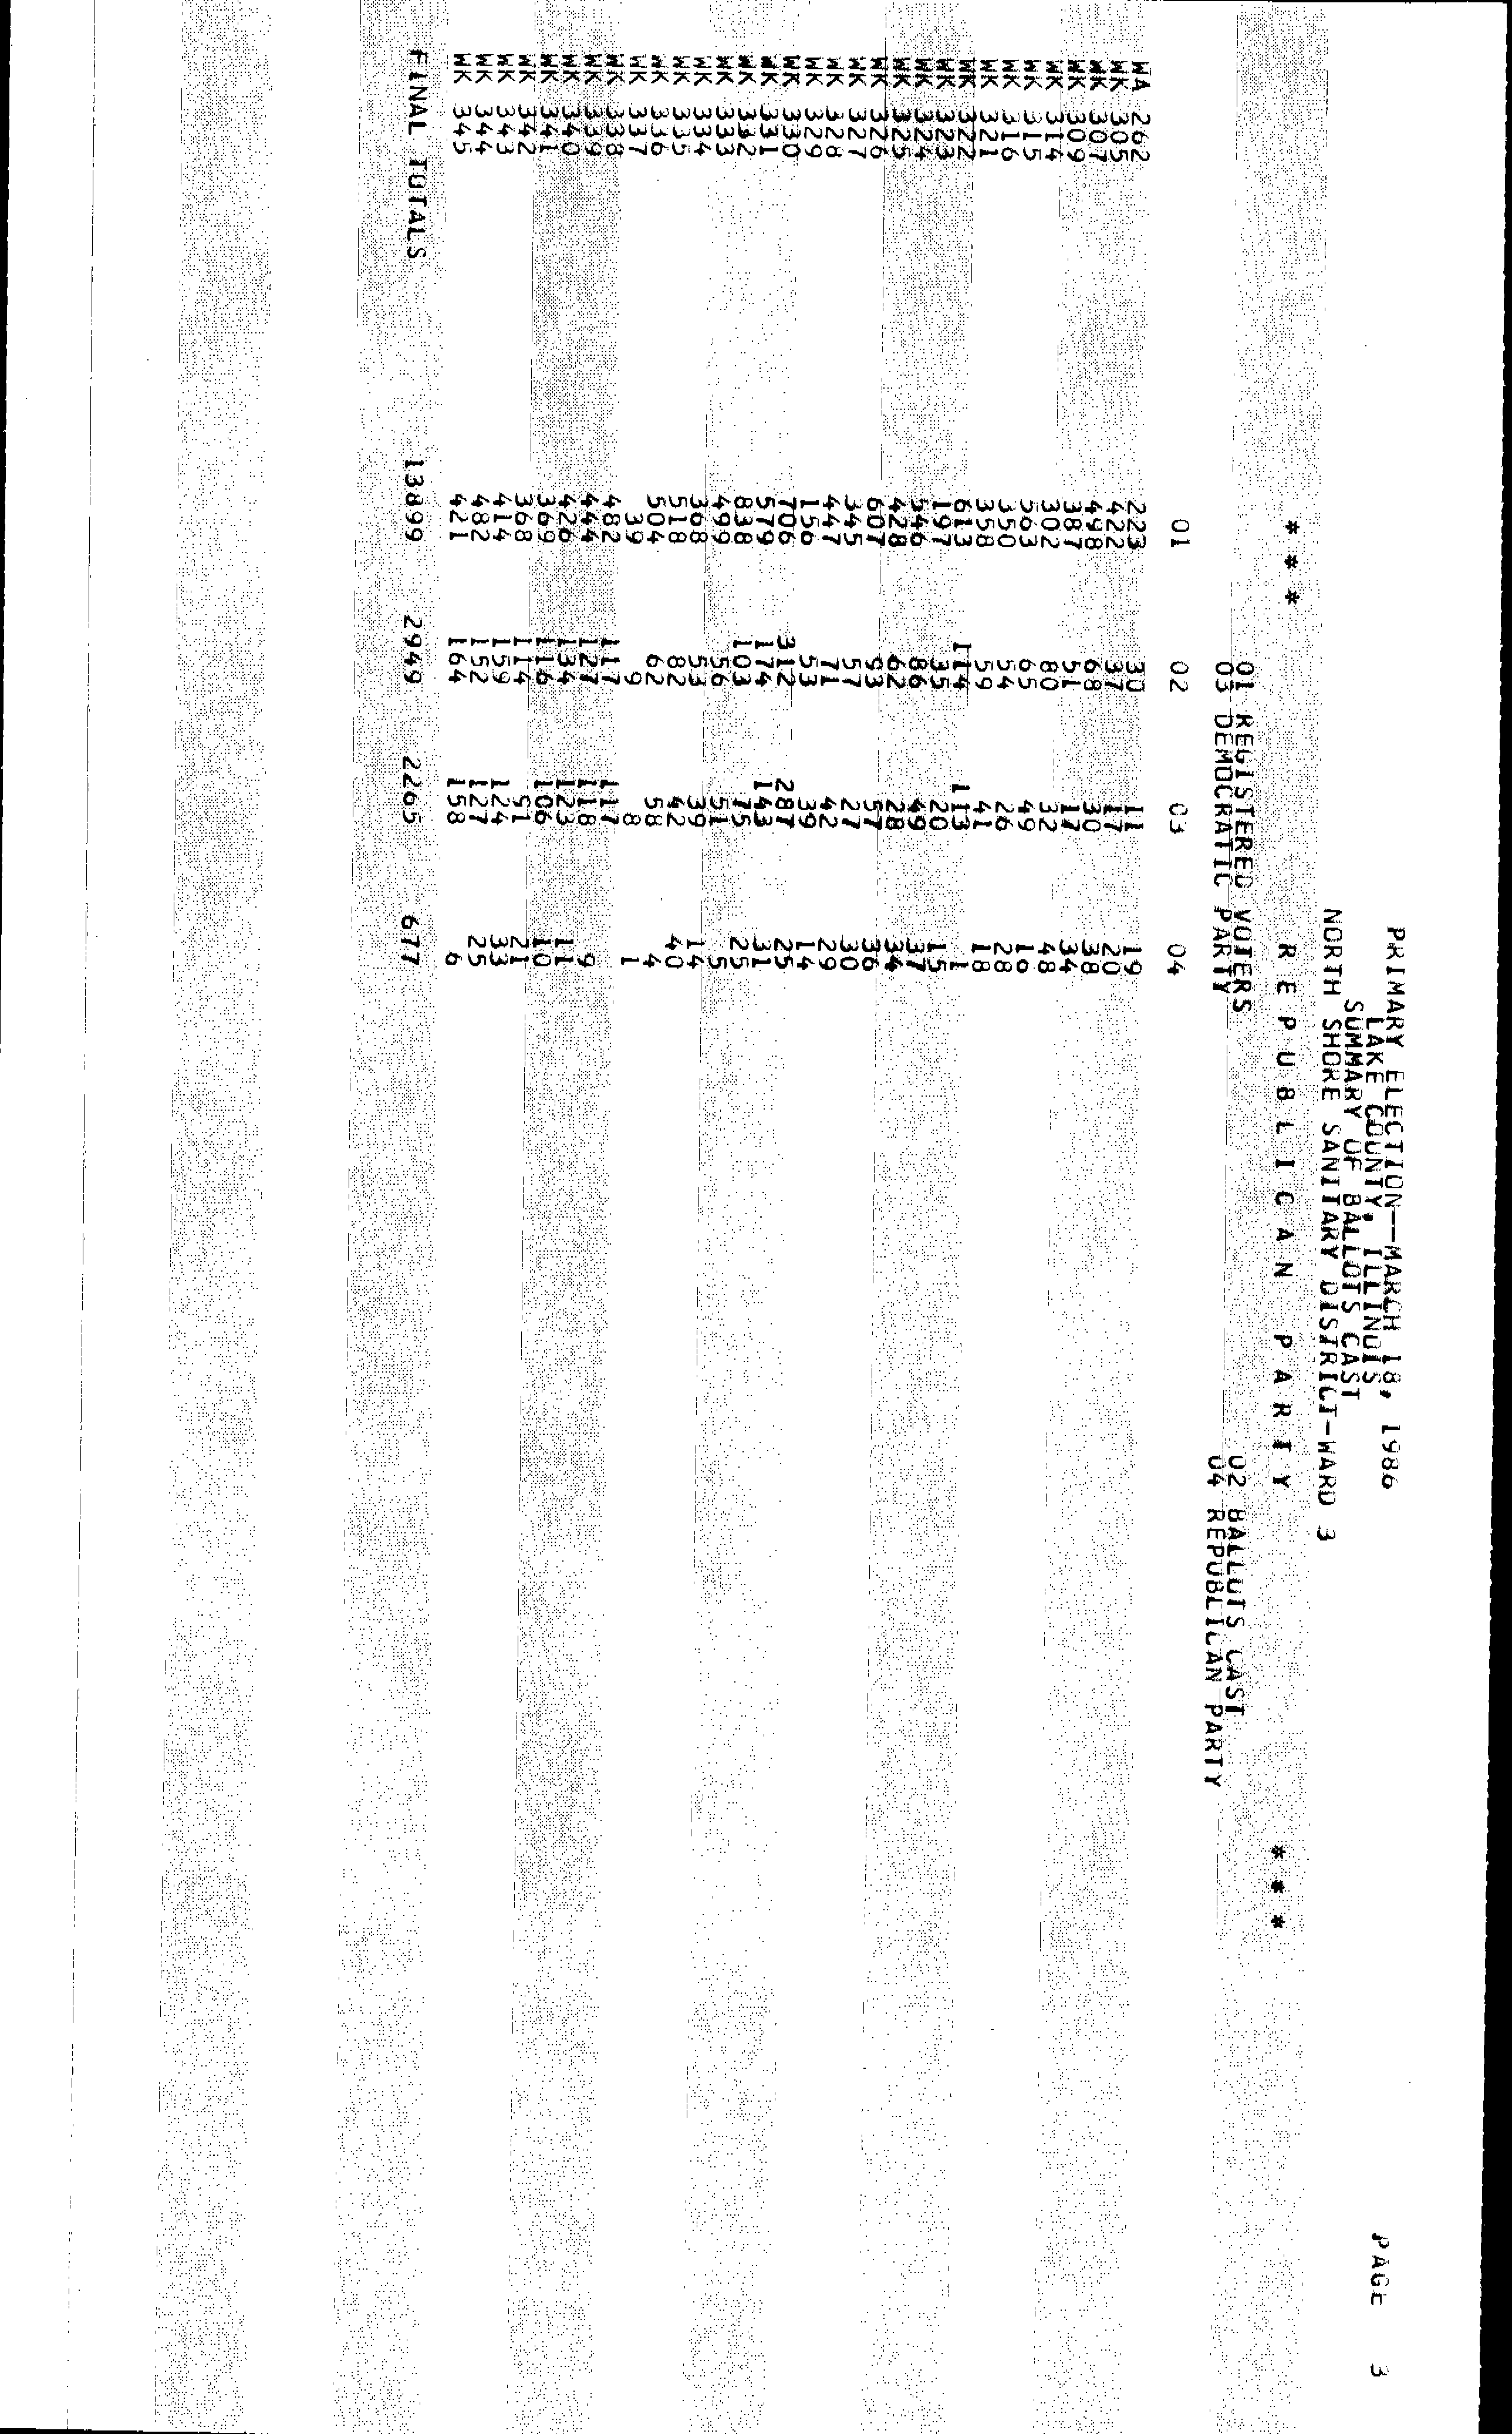 PRIMARY ELECTION--MARCH 18, 1986 PAGE 3
LAKE COUNTY, ILLINOIS
SUMMARY OF BALLOTS CAST
NORTH SHORE SANITARY DISTRICT-WARD 3
* * * R E P U B L I C A N P A R T Y * * *
01 REGISTERED VOTERS 02 BALLOTS CAST
03 DEMOCRATIC PARTY 04 REPUBLICAN PARTY
01 02 03 04
WA 262 223 30 11 19
WK 305 422 37 17 20
WK 307 498 68 30 38
WK 309 387 51 17 34
WK 314 302 80 32 48
WK 315 563 65 49 16
WK 316 350 54 26 28
WK 321 358 59 41 18
WK 322 613 114 113 1
WK 323 197 35 20 15
WK 324 546 86 49 37
WK 325 428 62 28 34
WK 326 607 93 57 36
WK 327 345 57 27 30
WK 328 447 71 42 29
WK 329 156 53 39 14
WK 330 706 312 287 25
WK 331 579 174 143 31
WK 332 838 103 75 25
WK 333 499 56 51 5
WK 334 368 53 39 14
WK 335 518 82 42 40
WK 336 504 62 58 4
WK 337 39 9 8 1
WK 338 482 117 117
WK 339 444 127 118 9
WK 340 426 134 123 11
WK 341 369 116 106 10
WK 342 368 114 91 21
WK 343 414 159 124 33
WK 344 482 152 127 25
WK 345 421 164 158 6
FINAL TOTALS 13899 2949 2265 677